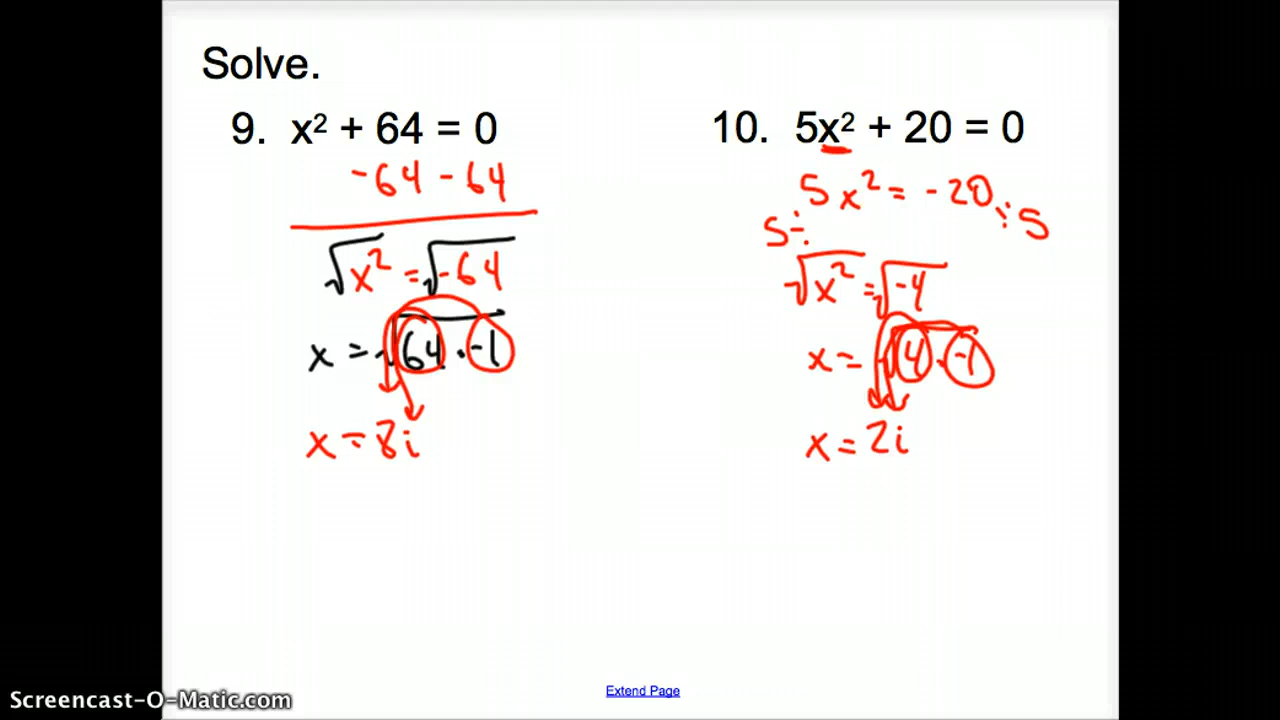 Solve.
9. x² + 64 = 0
-64 - 64
√x² = √-64
x = √64 · -1
x = 8i
10. 5x² + 20 = 0
5x² = -20 ÷ 5
5 ÷
√x² = √-4
x = √4 · -1
x = 2i
Extend Page
Screencast-O-Matic.com